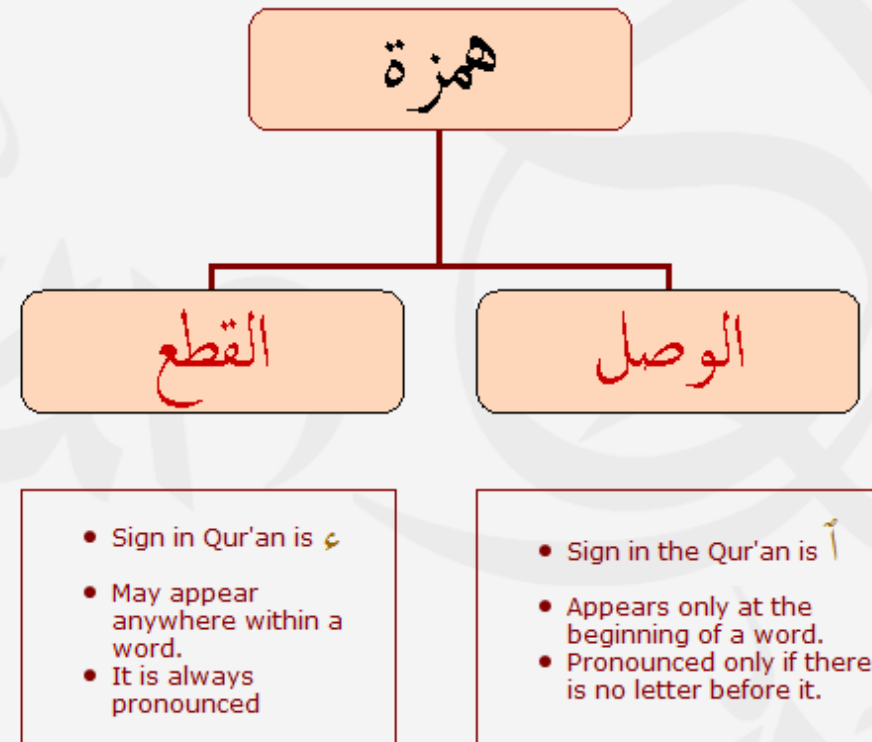 همزة
القطع
الوصل
• Sign in Qur'an is ء
• May appear
anywhere within a
word.
• It is always
pronounced
• Sign in the Qur'an is آ
• Appears only at the
beginning of a word.
• Pronounced only if there
is no letter before it.